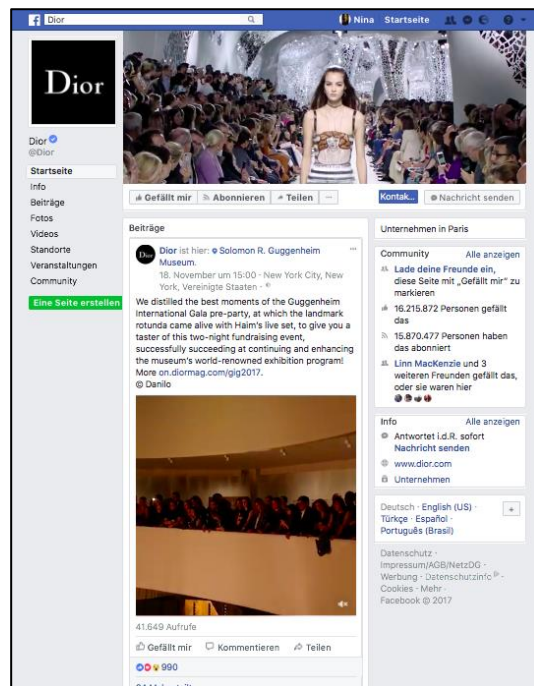 Dior
Nina Startseite
Dior
Dior
@Dior
Startseite
Info
Beiträge
Fotos
Videos
Standorte
Veranstaltungen
Community
Eine Seite erstellen
Gefällt mir Abonnieren Teilen ...
Kontak... Nachricht senden
Beiträge
Dior ist hier: Solomon R. Guggenheim
Museum.
18. November um 15:00 · New York City, New
York, Vereinigte Staaten ·
We distilled the best moments of the Guggenheim
International Gala pre-party, at which the landmark
rotunda came alive with Haim's live set, to give you a
taster of this two-night fundraising event,
successfully succeeding at continuing and enhancing
the museum's world-renowned exhibition program!
More on.diormag.com/gig2017.
© Danilo
41.649 Aufrufe
Gefällt mir Kommentieren Teilen
990
Unternehmen in Paris
Community Alle anzeigen
Lade deine Freunde ein,
diese Seite mit „Gefällt mir" zu
markieren
16.215.872 Personen gefällt
das
15.870.477 Personen haben
das abonniert
Linn MacKenzie und 3
weiteren Freunden gefällt das,
oder sie waren hier
Info Alle anzeigen
Antwortet i.d.R. sofort
Nachricht senden
www.dior.com
Unternehmen
Deutsch · English (US) ·
Türkçe · Español ·
Português (Brasil)
Datenschutz ·
Impressum/AGB/NetzDG ·
Werbung · Datenschutzinfo ·
Cookies · Mehr ·
Facebook © 2017